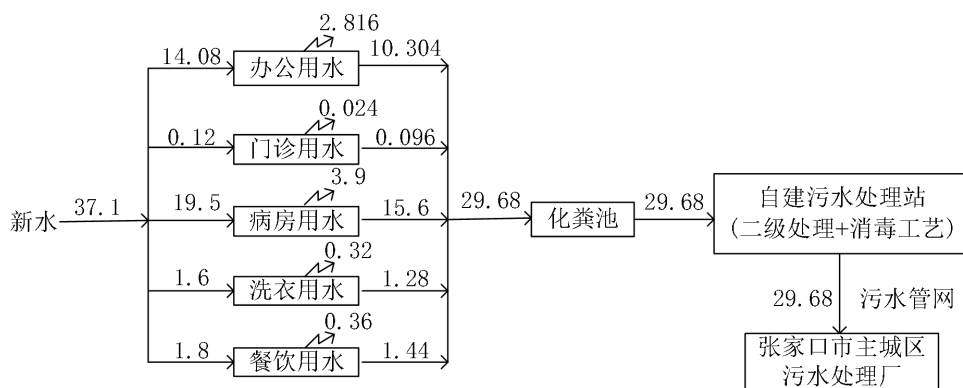 2.816
14.08
办公用水
10.304
0.024
0.12
门诊用水
0.096
3.9
新水
37.1
19.5
病房用水
15.6
29.68
化粪池
29.68
自建污水处理站
(二级处理+消毒工艺)
0.32
1.6
洗衣用水
1.28
29.68
污水管网
0.36
1.8
餐饮用水
1.44
张家口市主城区
污水处理厂